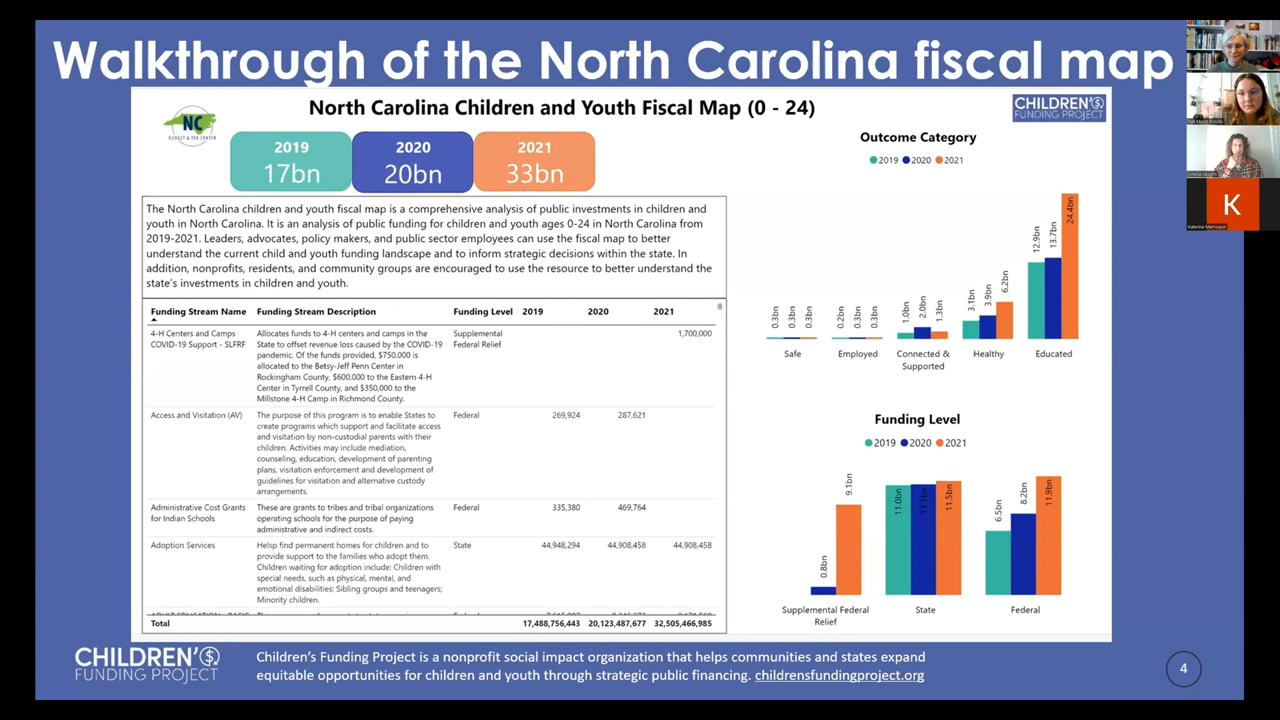 Walkthrough of the North Carolina fiscal map
North Carolina Children and Youth Fiscal Map (0 - 24)
NC
BUDGET & TAX CENTER
CHILDREN'S
FUNDING PROJECT
2019
17bn
2020
20bn
2021
33bn
The North Carolina children and youth fiscal map is a comprehensive analysis of public investments in children and
youth in North Carolina. It is an analysis of public funding for children and youth ages 0-24 in North Carolina from
2019-2021. Leaders, advocates, policy makers, and public sector employees can use the fiscal map to better
understand the current child and youth funding landscape and to inform strategic decisions within the state. In
addition, nonprofits, residents, and community groups are encouraged to use the resource to better understand the
state's investments in children and youth.
Funding Stream Name Funding Stream Description Funding Level 2019 2020 2021
4-H Centers and Camps
COVID-19 Support - SLFRF
Allocates funds to 4-H centers and camps in the
State to offset revenue loss caused by the COVID-19
pandemic. Of the funds provided, $750,000 is
allocated to the Betsy-Jeff Penn Center in
Rockingham County, $600,000 to the Eastern 4-H
Center in Tyrrell County, and $350,000 to the
Millstone 4-H Camp in Richmond County.
Supplemental
Federal Relief
1,700,000
Access and Visitation (AV)
The purpose of this program is to enable States to
create programs which support and facilitate access
and visitation by non-custodial parents with their
children. Activities may include mediation,
counseling, education, development of parenting
plans, visitation enforcement and development of
guidelines for visitation and alternative custody
arrangements.
Federal
269,924 287,621
Administrative Cost Grants
for Indian Schools
These are grants to tribes and tribal organizations
operating schools for the purpose of paying
administrative and indirect costs.
Federal
335,380 469,764
Adoption Services
Helsp find permanent homes for children and to
provide support to the families who adopt them.
Children waiting for adoption include: Children with
special needs, such as physical, mental, and
emotional disabilities; Sibling groups and teenagers;
Minority children.
State
44,948,294 44,908,458 44,908,458
Total 17,488,756,443 20,123,487,677 32,505,466,985
Outcome Category
2019 2020 2021
0.3bn 0.3bn 0.3bn
0.2bn 0.3bn 0.3bn
1.0bn 2.0bn 1.3bn
3.1bn 3.9bn 6.2bn
12.9bn 13.7bn 24.4bn
Safe Employed Connected & Healthy Educated
Supported
Funding Level
2019 2020 2021
0.8bn 9.1bn
11.0bn 11.1bn 11.5bn
6.5bn 8.2bn 11.9bn
Supplemental Federal State Federal
Relief
CHILDREN'S
FUNDING PROJECT
Children's Funding Project is a nonprofit social impact organization that helps communities and states expand
equitable opportunities for children and youth through strategic public financing. childrensfundingproject.org
4
K